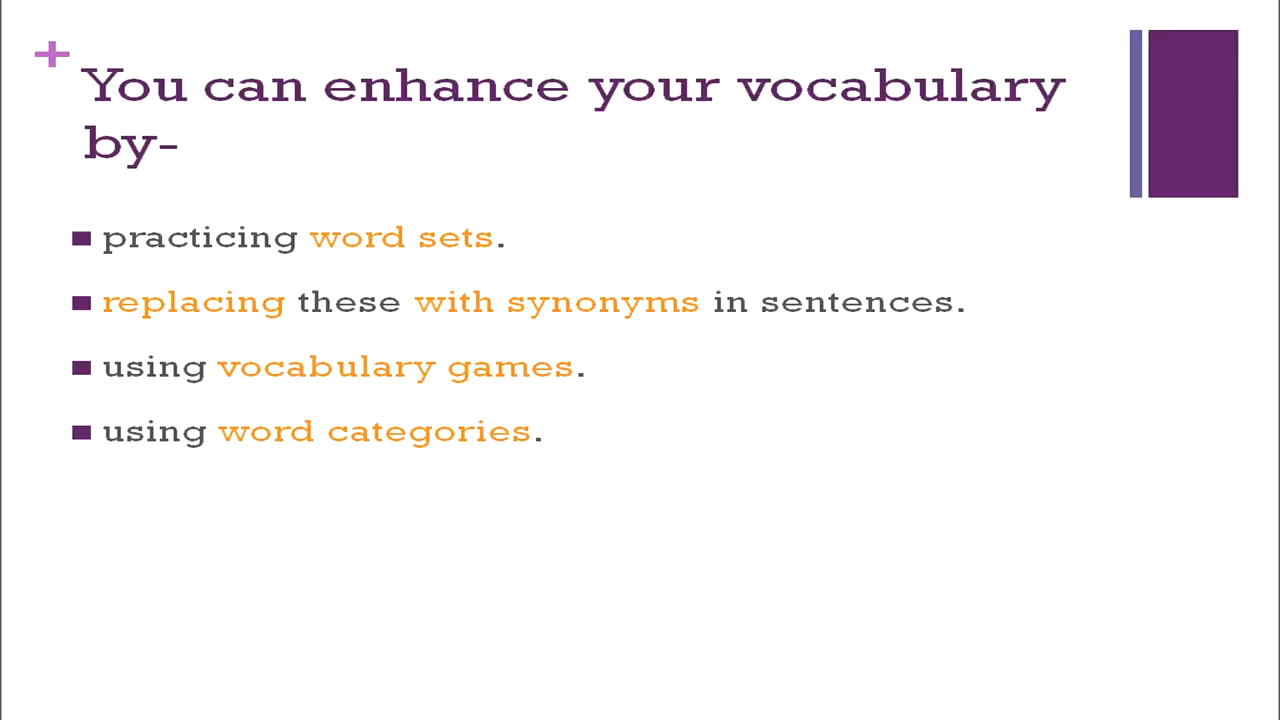 You can enhance your vocabulary
by-
practicing word sets.
replacing these with synonyms in sentences.
using vocabulary games.
using word categories.